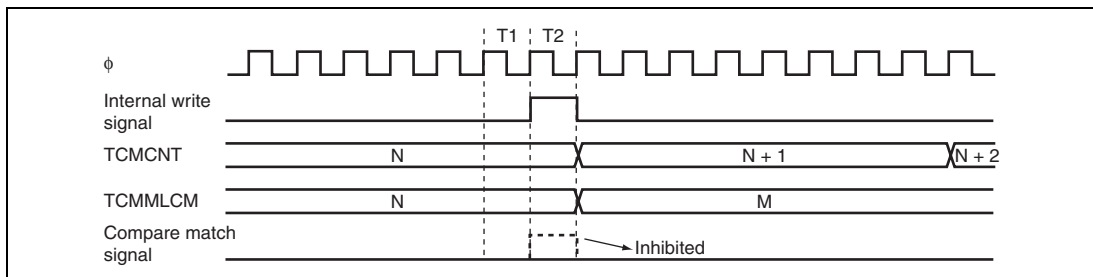 T1 T2
ϕ
Internal write
signal
TCMCNT N N + 1 N + 2
TCMMLCM N M
Compare match
signal Inhibited